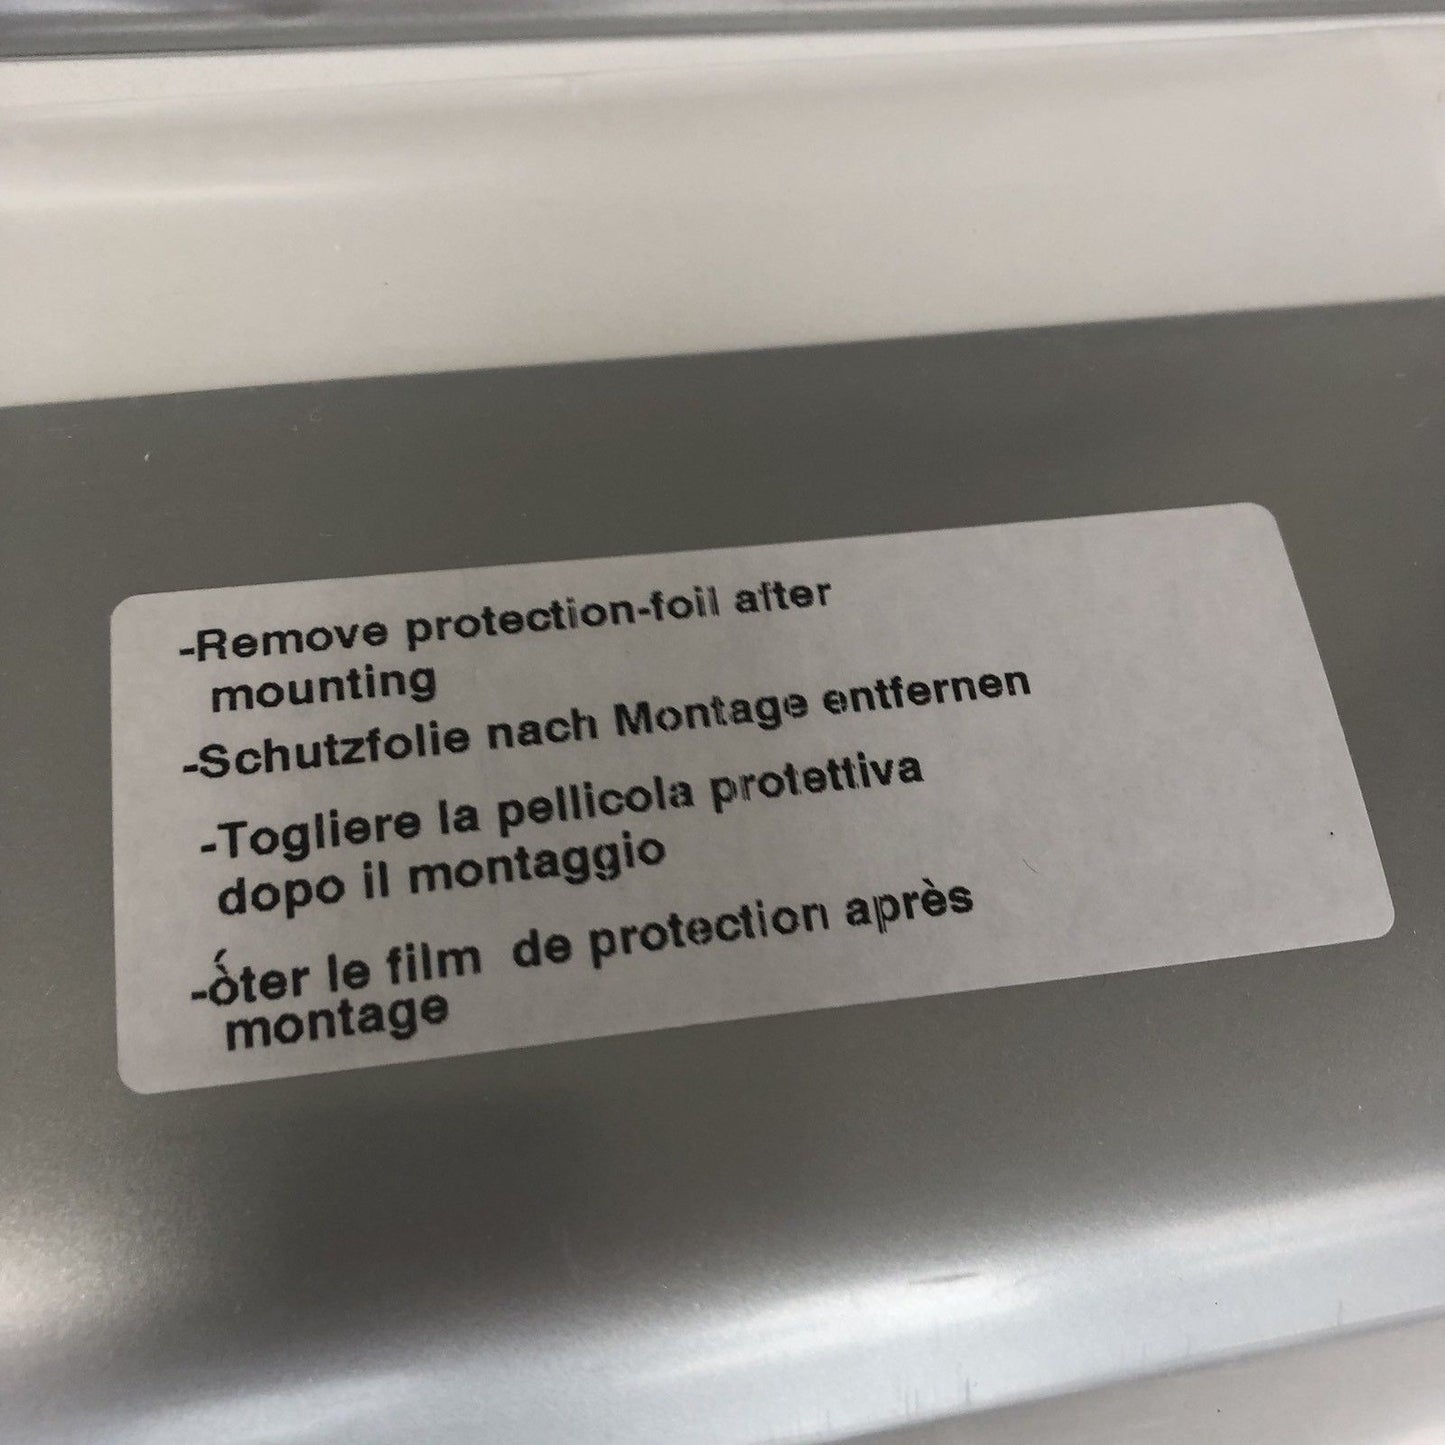 -Remove protection-foil after
mounting
-Schutzfolie nach Montage entfernen
-Togliere la pellicola protettiva
dopo il montaggio
-ôter le film de protection après
montage